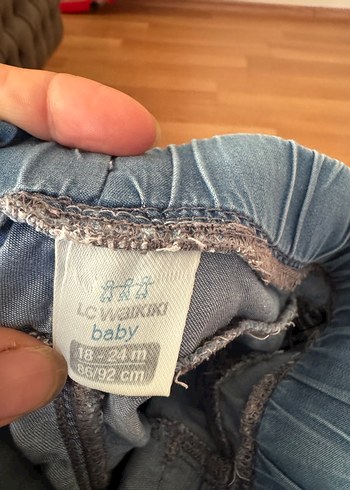 LC WAIKIKI
baby
18 - 24 m
86/92 cm